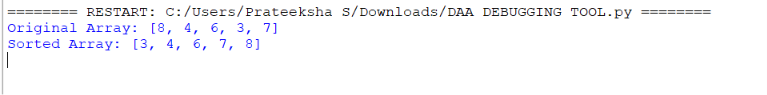 ======== RESTART: C:/Users/Prateeksha S/Downloads/DAA DEBUGGING TOOL.py ========
Original Array: [8, 4, 6, 3, 7]
Sorted Array: [3, 4, 6, 7, 8]